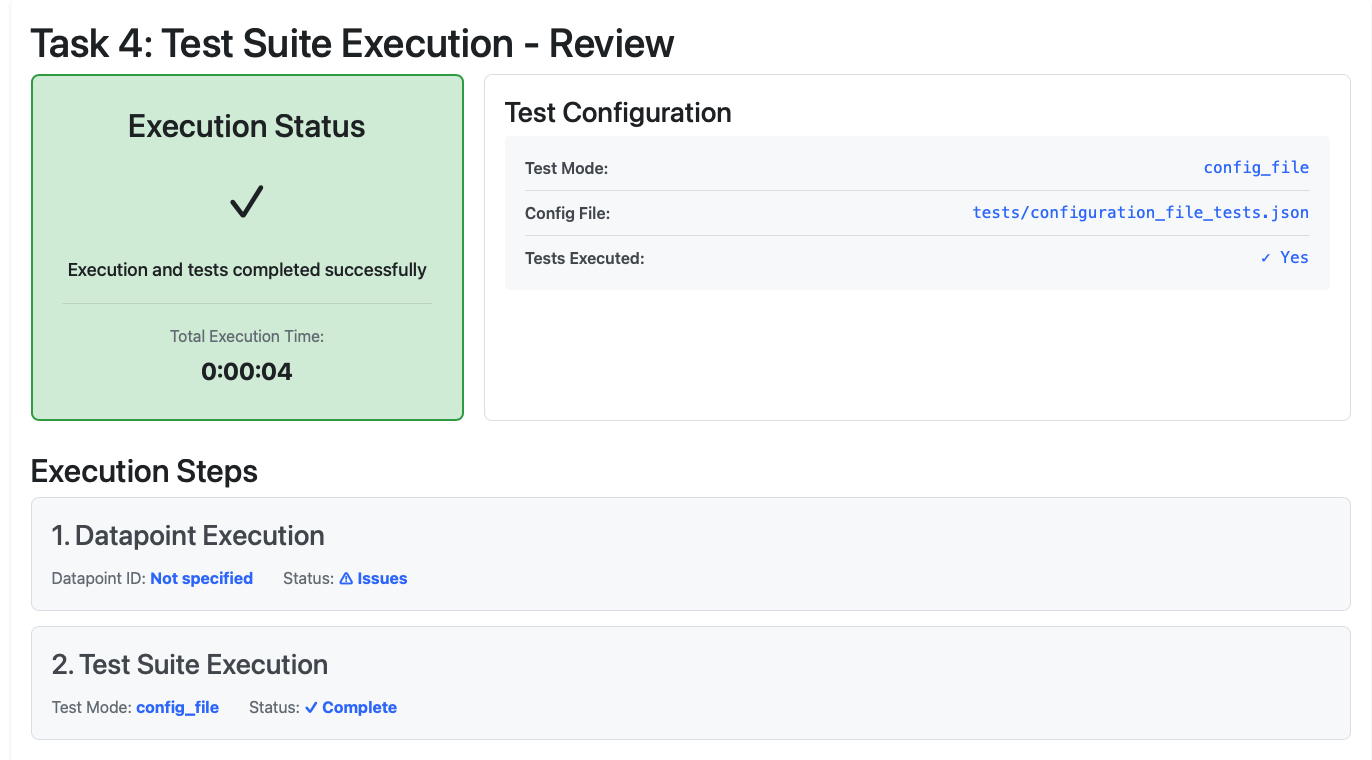 Task 4: Test Suite Execution - Review
Execution Status
✓
Execution and tests completed successfully
Total Execution Time:
0:00:04
Test Configuration
Test Mode: config_file
Config File: tests/configuration_file_tests.json
Tests Executed: ✓ Yes
Execution Steps
1. Datapoint Execution
Datapoint ID: Not specified Status: ⚠ Issues
2. Test Suite Execution
Test Mode: config_file Status: ✓ Complete